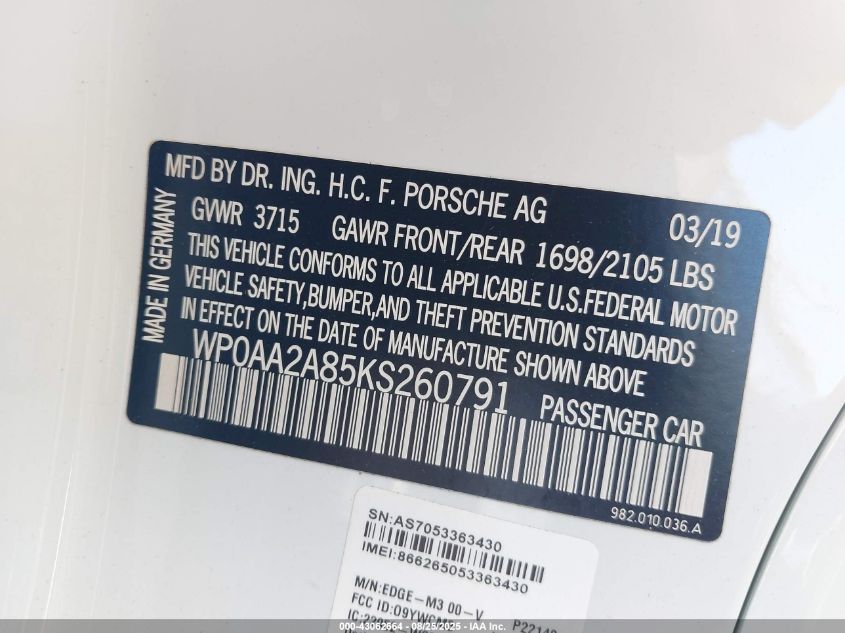 MFD BY DR. ING. H.C. F. PORSCHE AG 03/19
MADE IN GERMANY
GVWR 3715 GAWR FRONT/REAR 1698/2105 LBS
THIS VEHICLE CONFORMS TO ALL APPLICABLE U.S.FEDERAL MOTOR
VEHICLE SAFETY,BUMPER,AND THEFT PREVENTION STANDARDS
IN EFFECT ON THE DATE OF MANUFACTURE SHOWN ABOVE
WP0AA2A85KS260791 PASSENGER CAR
982.010.036.A
SN:AS7053363430
IMEI:866265053363430
M/N:EDGE-M3 00-V
FCC ID:
000-43062664 - 08/25/2025 - IAA Inc.